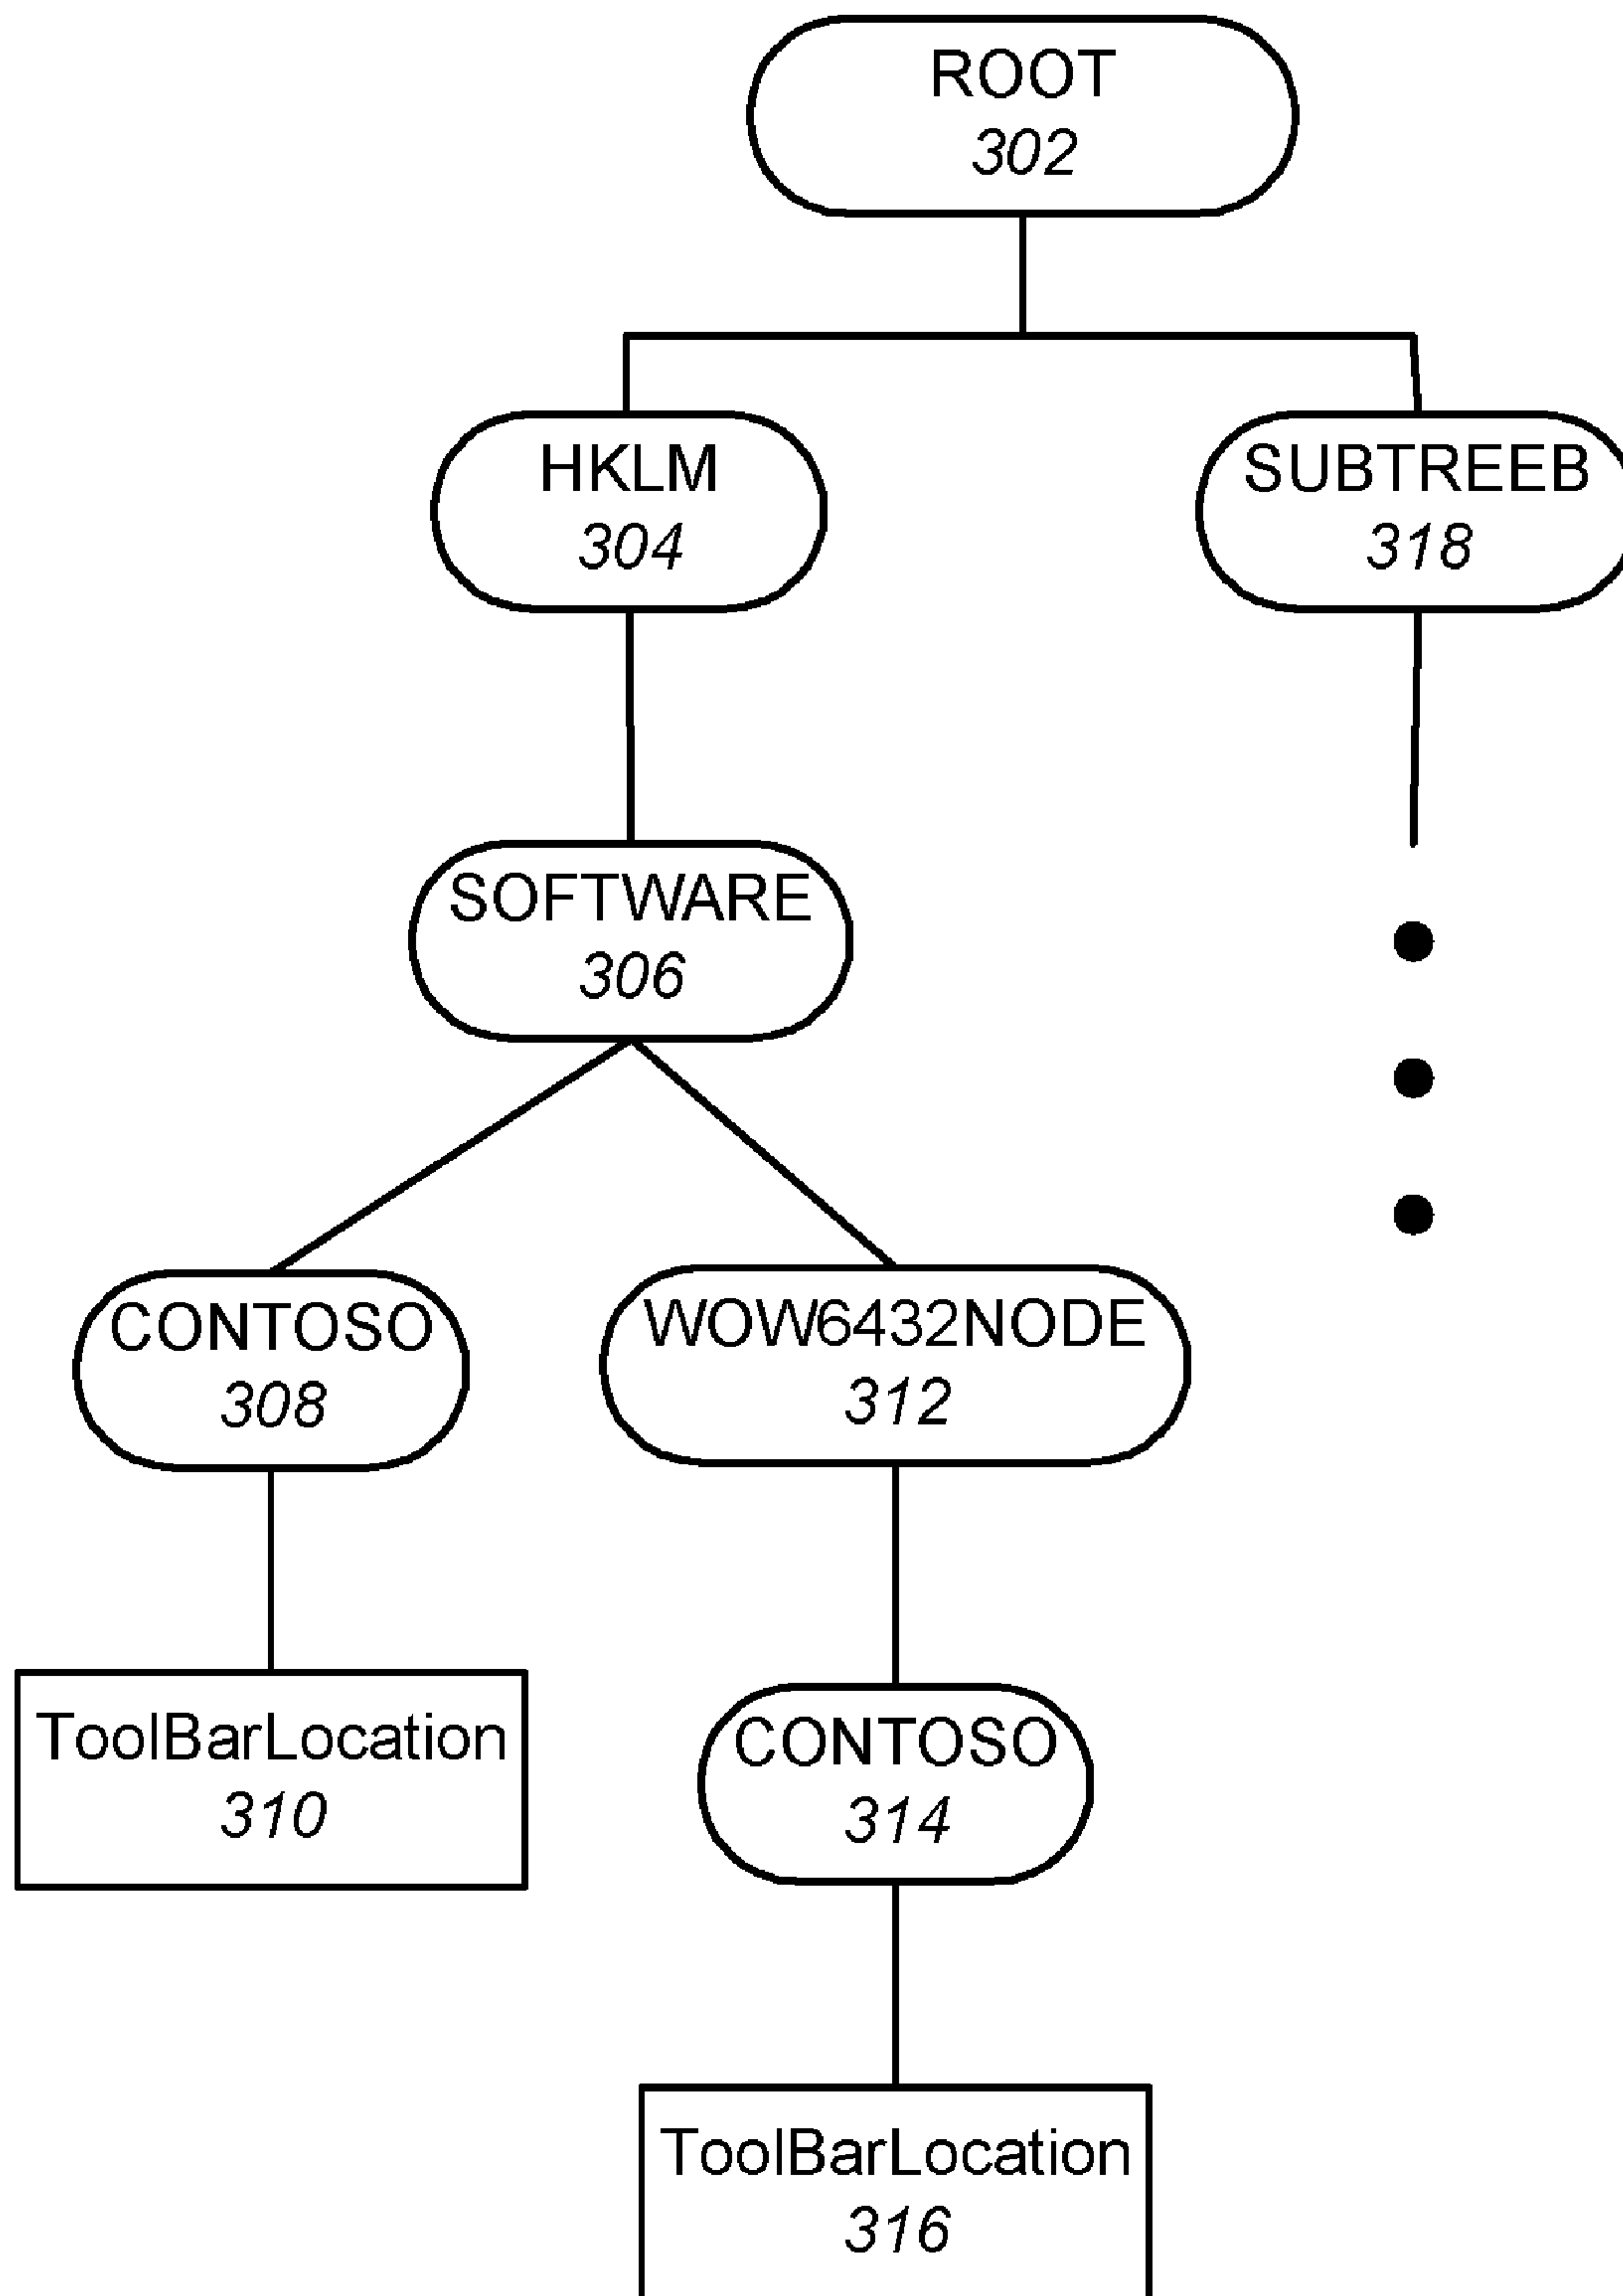 ROOT
302
HKLM
304
SUBTREEB
318
SOFTWARE
306
CONTOSO
308
WOW6432NODE
312
ToolBarLocation
310
CONTOSO
314
ToolBarLocation
316